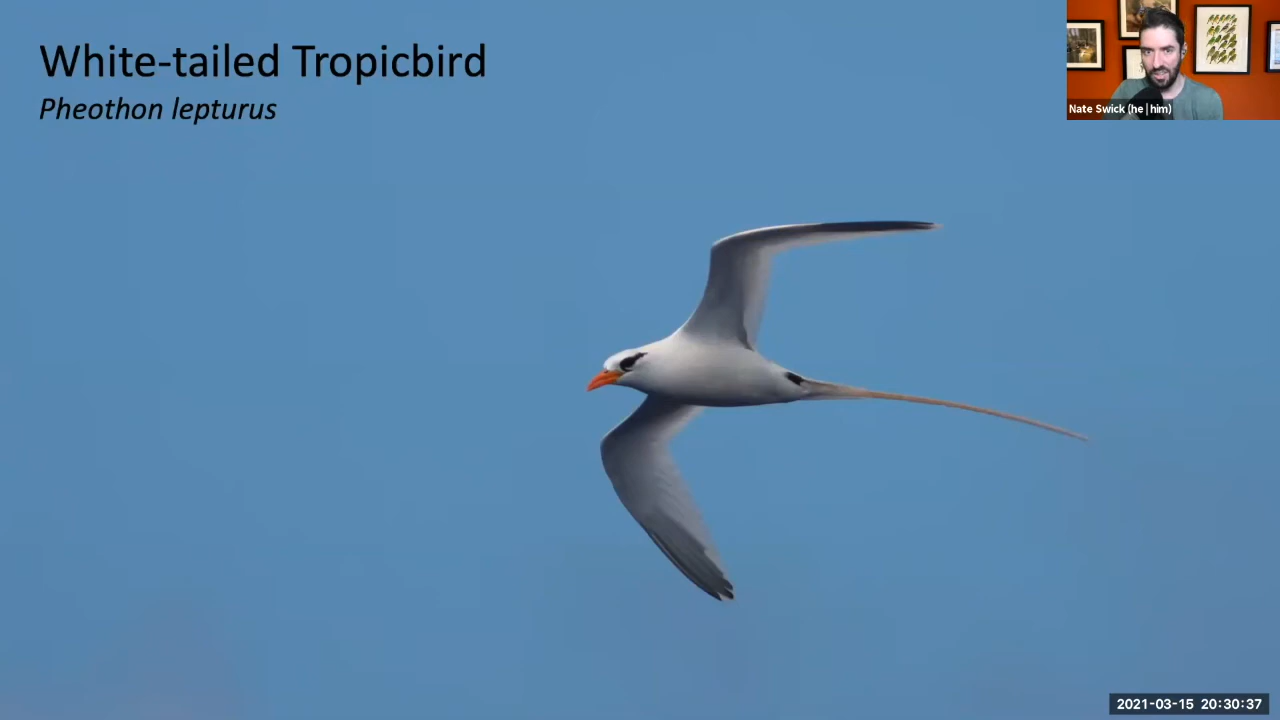 White-tailed Tropicbird
Pheothon lepturus
Nate Swick (he | him)
2021-03-15 20:30:37